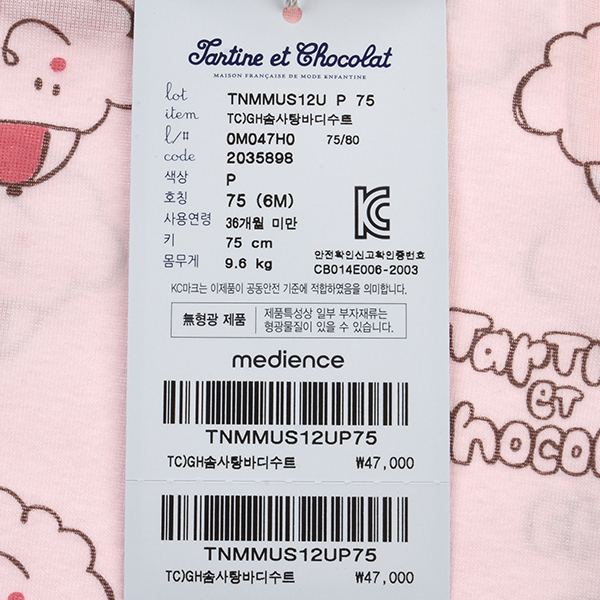 Tartine et Chocolat
MAISON FRANÇAISE DE MODE ENFANTINE
lot TNMMUS12U P 75
item TC)GH솜사탕바디수트
l/# 0M047H0 75/80
code 2035898
색상 P
호칭 75 (6M)
사용연령 36개월 미만
키 75 cm
몸무게 9.6 kg
안전확인신고확인증번호
CB014E006-2003
KC마크는 이제품이 공동안전 기준에 적합하였음을 의미합니다.
無형광 제품
제품특성상 일부 부자재류는
형광물질이 있을 수 있습니다.
medience
TNMMUS12UP75
TC)GH솜사탕바디수트 ₩47,000
TNMMUS12UP75
TC)GH솜사탕바디수트 ₩47,000
TarTi
eT
hocol